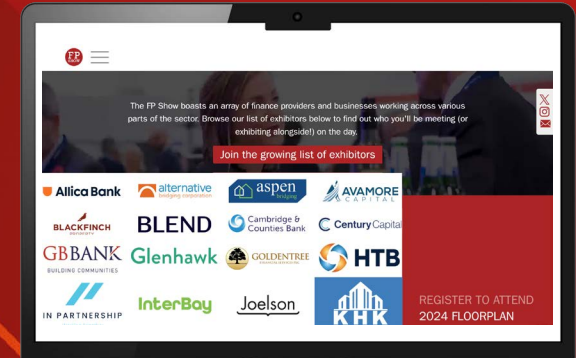 FP
SHOW
The FP Show boasts an array of finance providers and businesses working across various
parts of the sector. Browse our list of exhibitors below to find out who you'll be meeting (or
exhibiting alongside!) on the day.
Join the growing list of exhibitors
Allica Bank
alternative
bridging corporation
aspen
bridging
AVAMORE
CAPITAL
BLACKFINCH
BLEND
Cambridge &
Counties Bank
Century Capital
GB BANK
BUILDING COMMUNITIES
Glenhawk
GOLDENTREE
HTB
IN PARTNERSHIP
InterBay
Joelson
KHK
REGISTER TO ATTEND
2024 FLOORPLAN